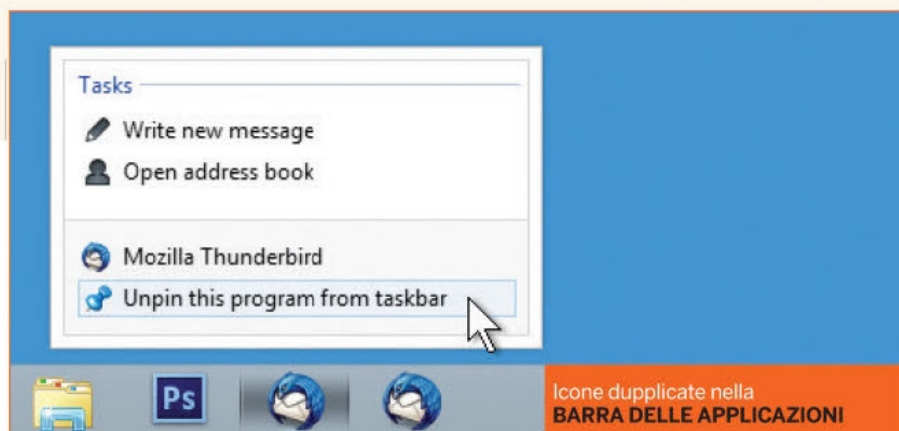 Tasks
Write new message
Open address book
Mozilla Thunderbird
Unpin this program from taskbar
Ps
Icone dupplicate nella
BARRA DELLE APPLICAZIONI